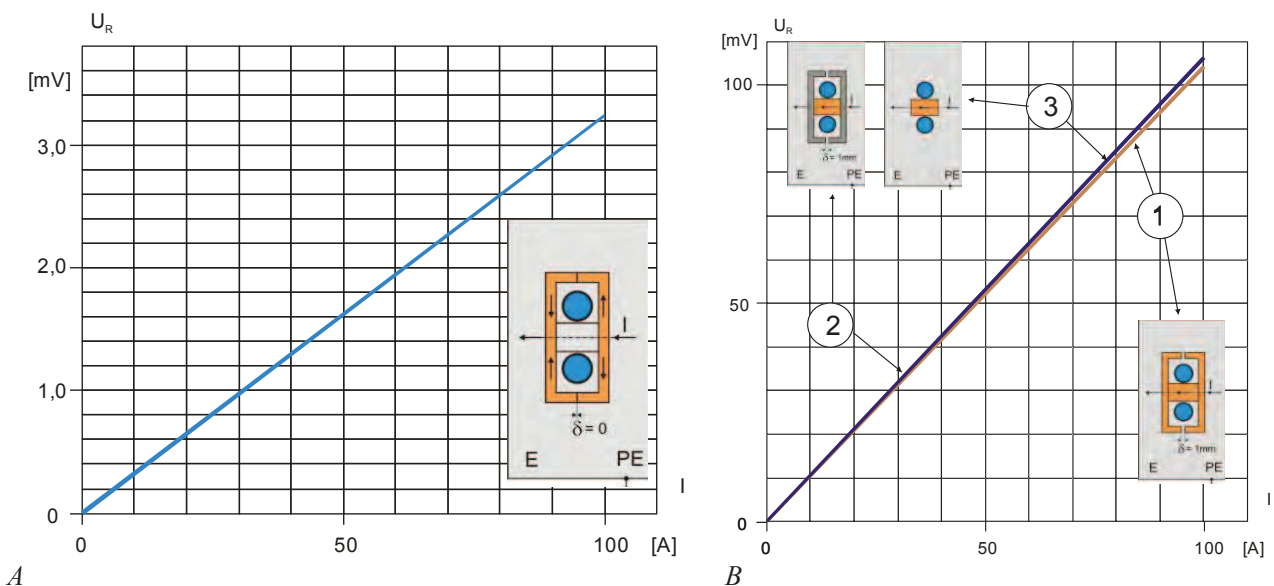 U_R
[mV]
3,0
2,0
1,0
0
0
50
100
[A]
I
I
δ = 0
E
PE
A
U_R
[mV]
100
50
0
0
50
100
[A]
I
I
δ = 1mm
E
PE
I
E
PE
3
1
2
I
δ = 1mm
E
PE
B